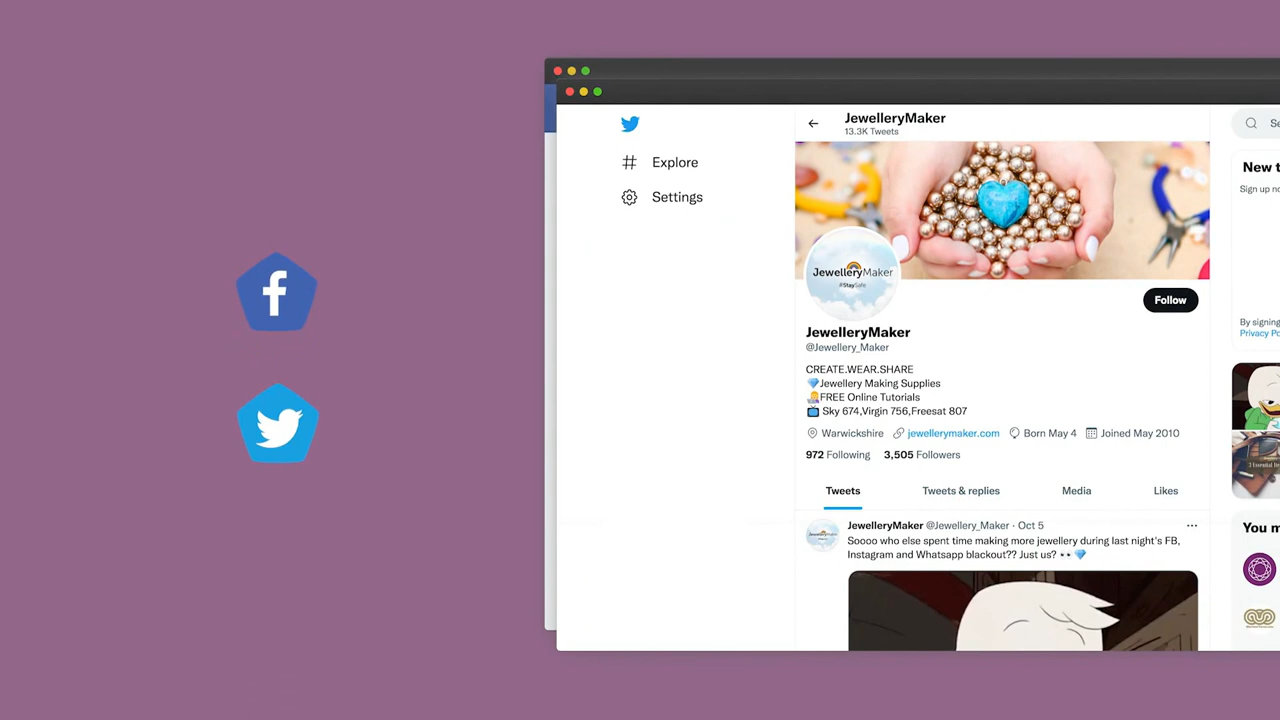 JewelleryMaker
13.3K Tweets
Explore
Settings
JewelleryMaker
#StaySafe
Follow
JewelleryMaker
@Jewellery_Maker
CREATE.WEAR.SHARE
💎Jewellery Making Supplies
FREE Online Tutorials
📺 Sky 674,Virgin 756,Freesat 807
Warwickshire jewellerymaker.com Born May 4 Joined May 2010
972 Following 3,505 Followers
Tweets Tweets & replies Media Likes
JewelleryMaker @Jewellery_Maker · Oct 5 ...
Soooo who else spent time making more jewellery during last night's FB,
Instagram and Whatsapp blackout?? Just us? 👀 💎
Se
New t
Sign up no
By signing
Privacy Po
You m